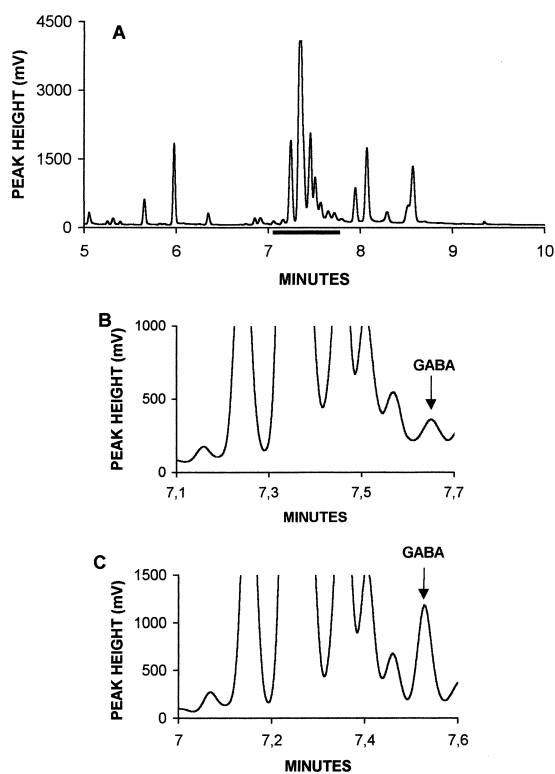 A
PEAK HEIGHT (mV)
4500
3000
1500
0
5 6 7 8 9 10
MINUTES
B
PEAK HEIGHT (mV)
1000
500
0
GABA
7,1 7,3 7,5 7,7
MINUTES
C
PEAK HEIGHT (mV)
1500
1000
500
0
GABA
7 7,2 7,4 7,6
MINUTES